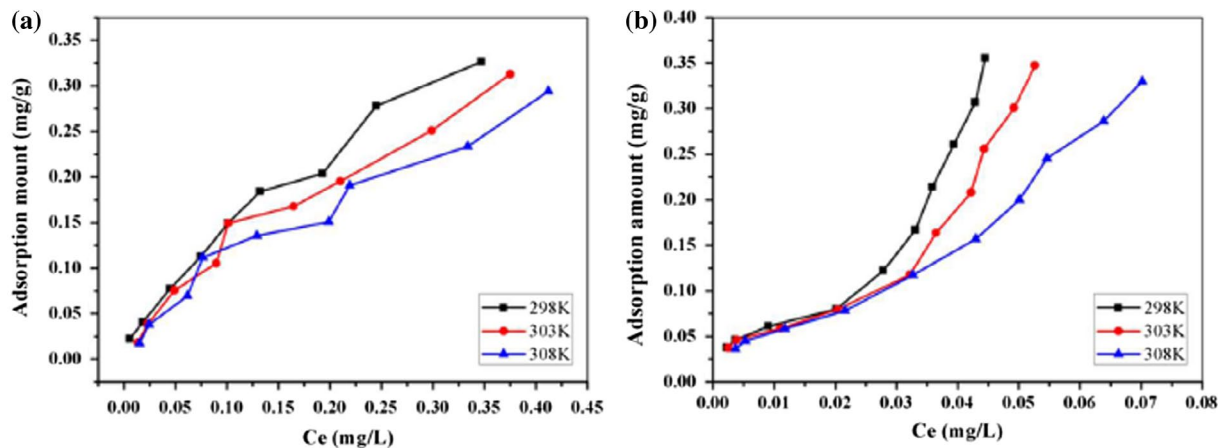 (a)
Adsorption mount (mg/g)
0.35
0.30
0.25
0.20
0.15
0.10
0.05
0.00
0.00 0.05 0.10 0.15 0.20 0.25 0.30 0.35 0.40 0.45
Ce (mg/L)
298K
303K
308K
(b)
Adsorption amount (mg/g)
0.40
0.35
0.30
0.25
0.20
0.15
0.10
0.05
0.00
0.00 0.01 0.02 0.03 0.04 0.05 0.06 0.07 0.08
Ce (mg/L)
298K
303K
308K